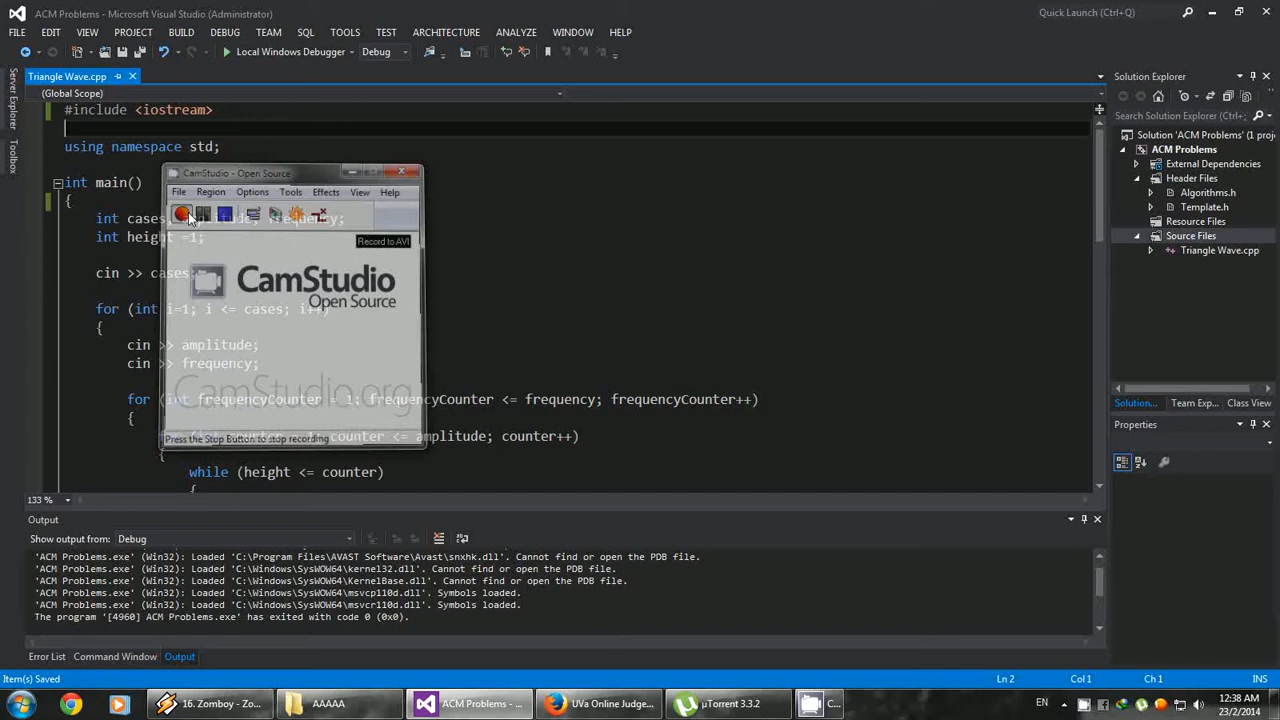 ACM Problems - Microsoft Visual Studio (Administrator)
Quick Launch (Ctrl+Q)
FILE EDIT VIEW PROJECT BUILD DEBUG TEAM SQL TOOLS TEST ARCHITECTURE ANALYZE WINDOW HELP
Local Windows Debugger Debug
Server Explorer
Toolbox
Triangle Wave.cpp
(Global Scope)
#include <iostream>
using namespace std;
int main()
{
int cases, amplitude, frequency;
int height =1;
cin >> cases;
for (int i=1; i <= cases; i++)
{
cin >> amplitude;
cin >> frequency;
for (int frequencyCounter = 1; frequencyCounter <= frequency; frequencyCounter++)
{
counter <= amplitude; counter++)
{
while (height <= counter)
{
CamStudio - Open Source
File Region Options Tools Effects View Help
Record to AVI
CamStudio
Open Source
CamStudio.org
Press the Stop Button to stop recording
133 %
Solution Explorer
Search Solution Explorer (Ctrl+;
Solution 'ACM Problems' (1 project)
ACM Problems
External Dependencies
Header Files
Algorithms.h
Template.h
Resource Files
Source Files
Triangle Wave.cpp
Solution... Team Exp... Class View
Properties
Output
Show output from: Debug
'ACM Problems.exe' (Win32): Loaded 'C:\Program Files\AVAST Software\Avast\snxhk.dll'. Cannot find or open the PDB file.
'ACM Problems.exe' (Win32): Loaded 'C:\Windows\SysWOW64\kernel32.dll'. Cannot find or open the PDB file.
'ACM Problems.exe' (Win32): Loaded 'C:\Windows\SysWOW64\KernelBase.dll'. Cannot find or open the PDB file.
'ACM Problems.exe' (Win32): Loaded 'C:\Windows\SysWOW64\msvcp110d.dll'. Symbols loaded.
'ACM Problems.exe' (Win32): Loaded 'C:\Windows\SysWOW64\msvcr110d.dll'. Symbols loaded.
The program '[4960] ACM Problems.exe' has exited with code 0 (0x0).
Error List Command Window Output
Item(s) Saved
Ln 2 Col 1 Ch 1 INS
16. Zomboy - Zo...
AAAAA
ACM Problems - ...
UVa Online Judge...
µTorrent 3.3.2
C...
EN
12:38 AM
23/2/2014